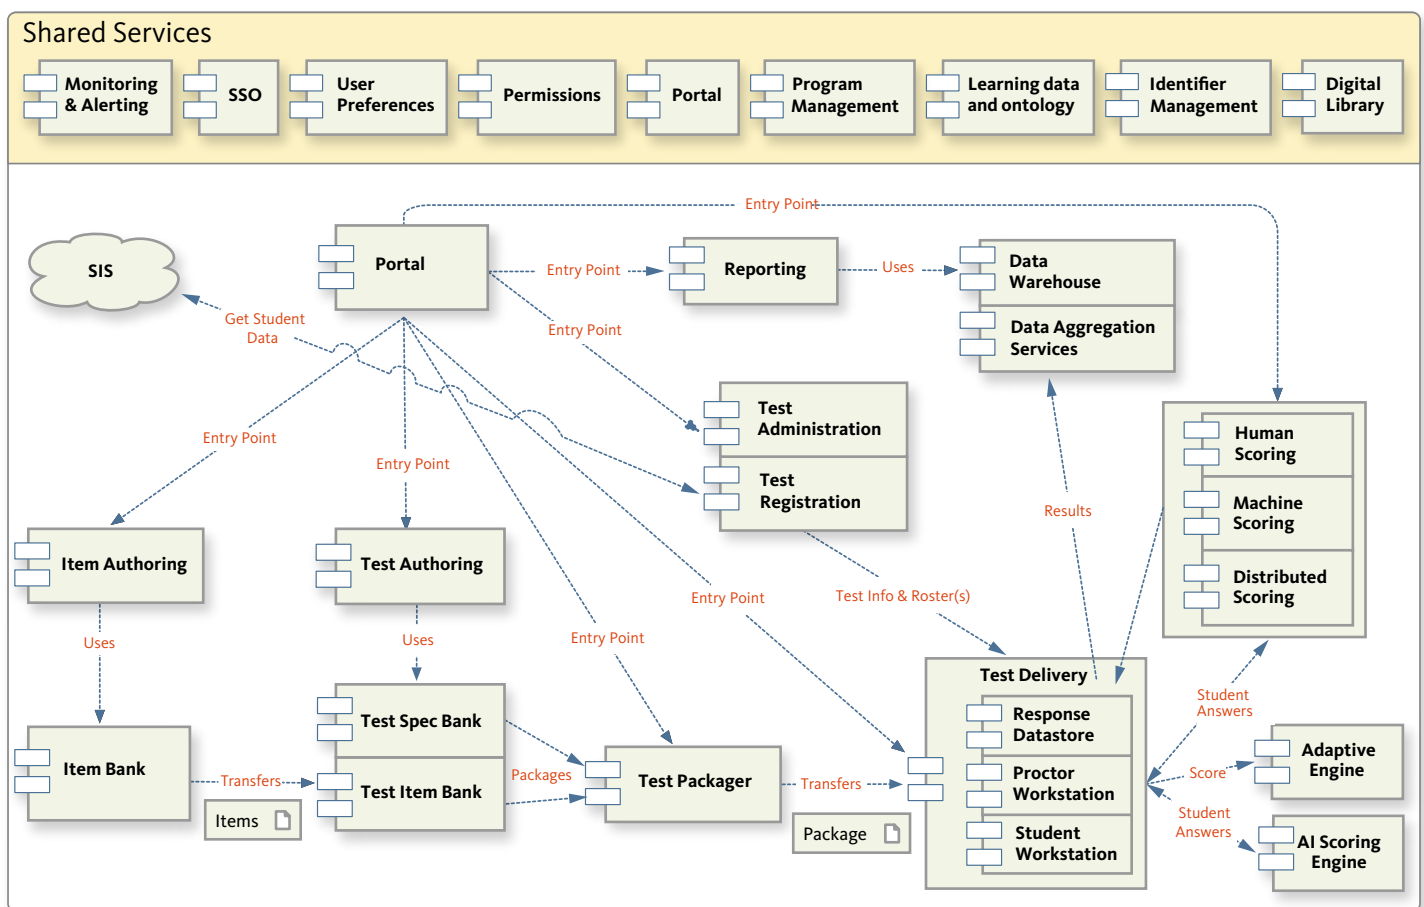 Shared Services
Monitoring
& Alerting
SSO
User
Preferences
Permissions
Portal
Program
Management
Learning data
and ontology
Identifier
Management
Digital
Library
Entry Point
SIS
Portal
Entry Point
Reporting
Uses
Data
Warehouse
Data Aggregation
Services
Get Student
Data
Entry Point
Test
Administration
Test
Registration
Human
Scoring
Machine
Scoring
Distributed
Scoring
Entry Point
Entry Point
Results
Item Authoring
Test Authoring
Entry Point
Test Info & Roster(s)
Uses
Uses
Entry Point
Test Delivery
Response
Datastore
Proctor
Workstation
Student
Workstation
Student
Answers
Test Spec Bank
Test Item Bank
Item Bank
Transfers
Items
Packages
Test Packager
Transfers
Package
Score
Adaptive
Engine
Student
Answers
AI Scoring
Engine